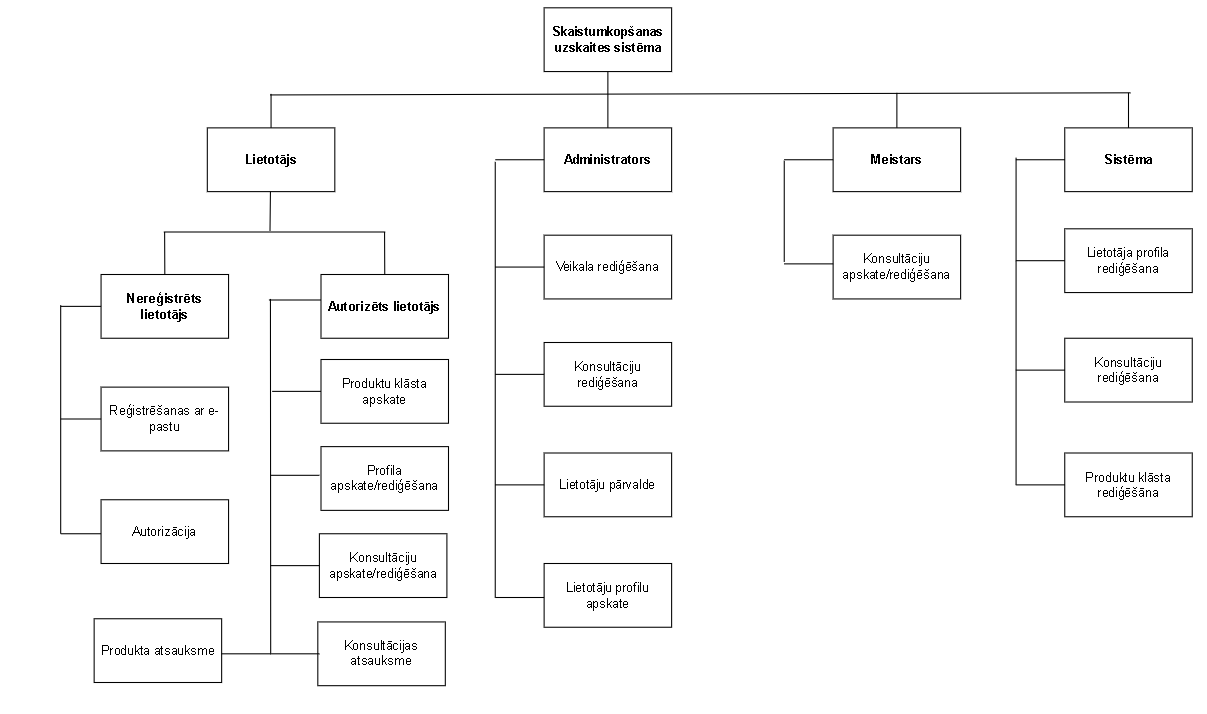 Skaistumkopšanas
uzskaites sistēma
Lietotājs
Administrators
Meistars
Sistēma
Nereģistrēts
lietotājs
Reģistrēšanas ar e-
pastu
Autorizācija
Autorizēts lietotājs
Produktu klāsta
apskate
Profila
apskate/rediģēšana
Konsultāciju
apskate/rediģēšana
Produkta atsauksme
Konsultācijas
atsauksme
Veikala rediģēšana
Konsultāciju
rediģēšana
Lietotāju pārvalde
Lietotāju profilu
apskate
Konsultāciju
apskate/rediģēšana
Lietotāja profila
rediģēšana
Konsultāciju
rediģēšana
Produktu klāsta
rediģēšāna